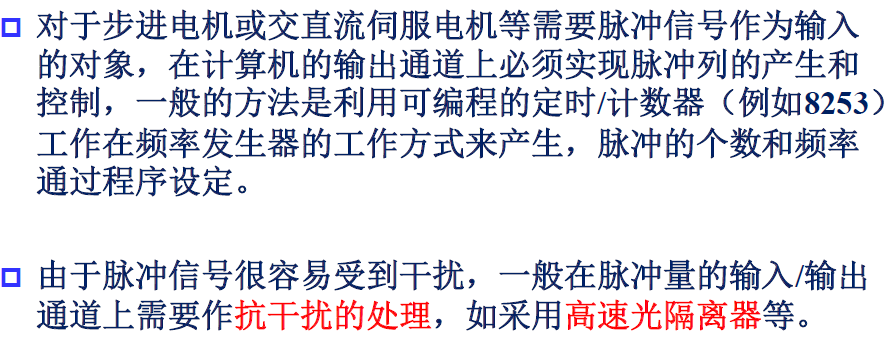 对于步进电机或交直流伺服电机等需要脉冲信号作为输入
的对象，在计算机的输出通道上必须实现脉冲列的产生和
控制，一般的方法是利用可编程的定时/计数器（例如8253）
工作在频率发生器的工作方式来产生，脉冲的个数和频率
通过程序设定。
由于脉冲信号很容易受到干扰，一般在脉冲量的输入/输出
通道上需要作抗干扰的处理，如采用高速光隔离器等。